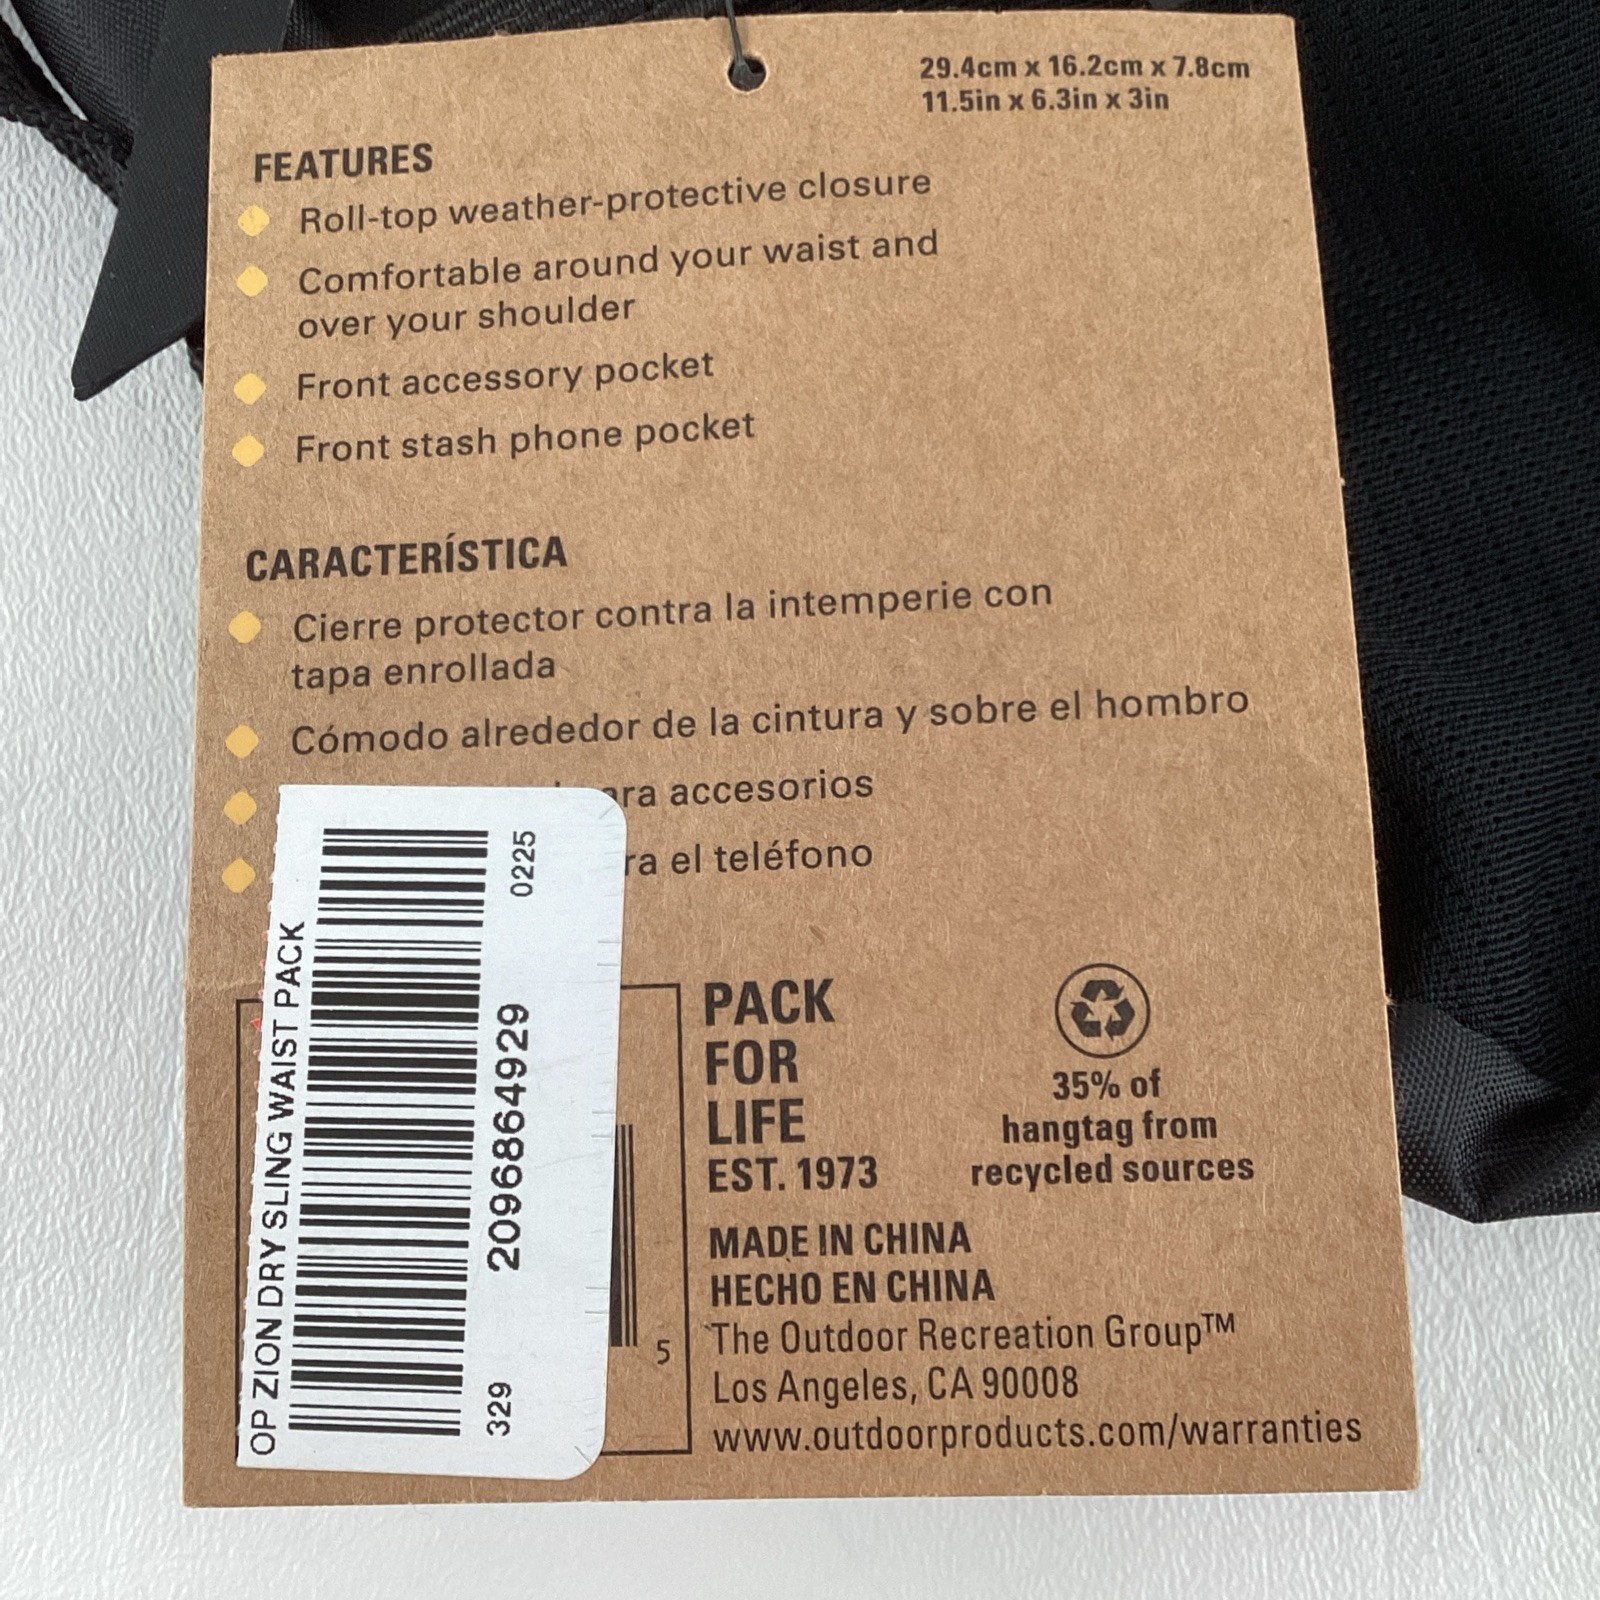 29.4cm x 16.2cm x 7.8cm
11.5in x 6.3in x 3in
FEATURES
Roll-top weather-protective closure
Comfortable around your waist and
over your shoulder
Front accessory pocket
Front stash phone pocket
CARACTERÍSTICA
Cierre protector contra la intemperie con
tapa enrollada
Cómodo alrededor de la cintura y sobre el hombro
accesorios
el teléfono
OP ZION DRY SLING WAIST PACK
329
209686864929
0225
5
PACK
FOR
LIFE
EST. 1973
35% of
hangtag from
recycled sources
MADE IN CHINA
HECHO EN CHINA
The Outdoor Recreation Group™
Los Angeles, CA 90008
www.outdoorproducts.com/warranties